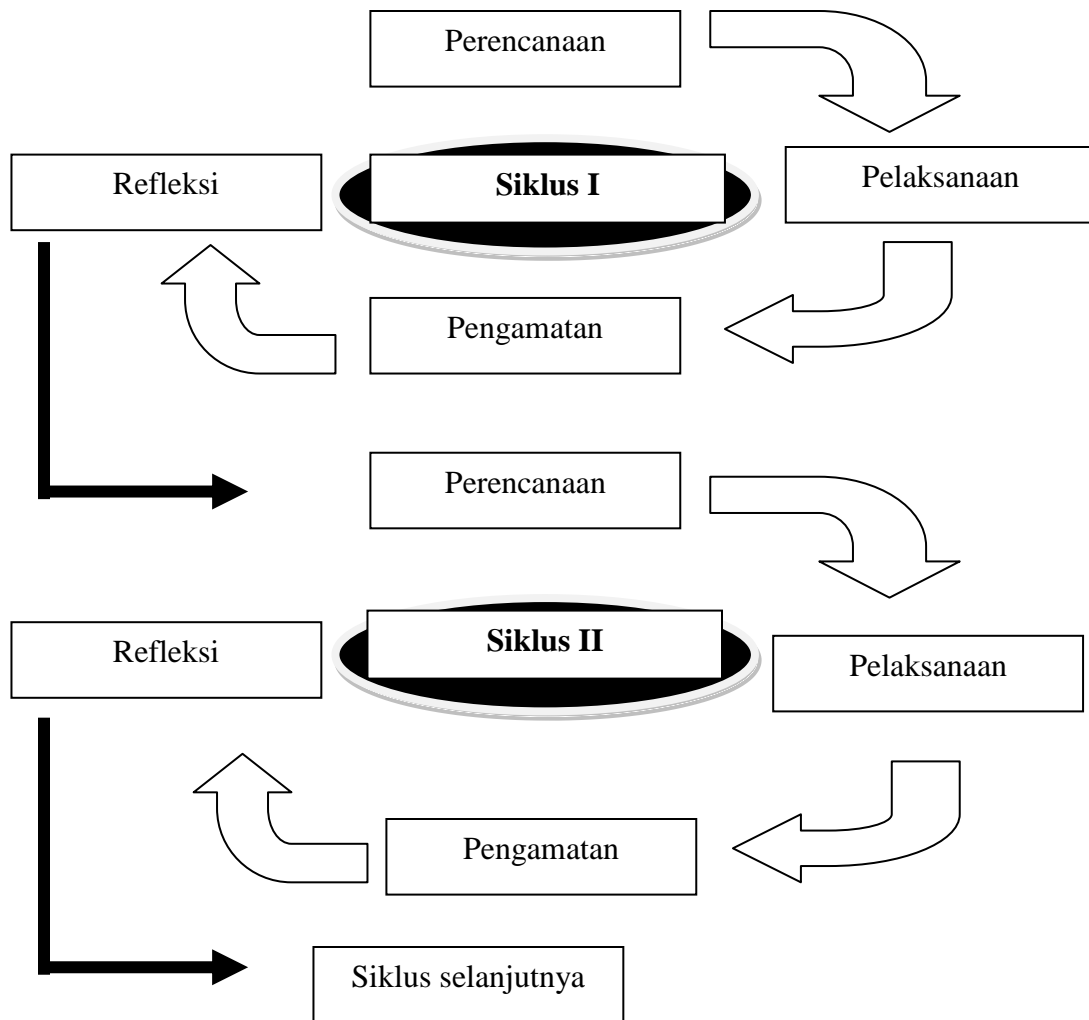 Perencanaan
Refleksi
Siklus I
Pelaksanaan
Pengamatan
Perencanaan
Refleksi
Siklus II
Pelaksanaan
Pengamatan
Siklus selanjutnya